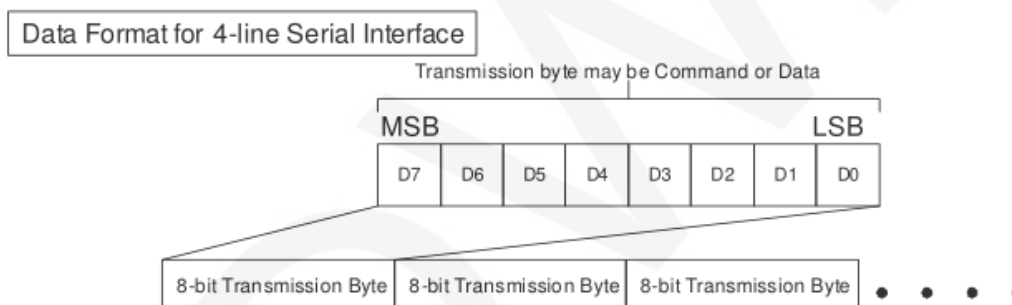 Data Format for 4-line Serial Interface
Transmission byte may be Command or Data
MSB LSB
D7 D6 D5 D4 D3 D2 D1 D0
8-bit Transmission Byte 8-bit Transmission Byte 8-bit Transmission Byte